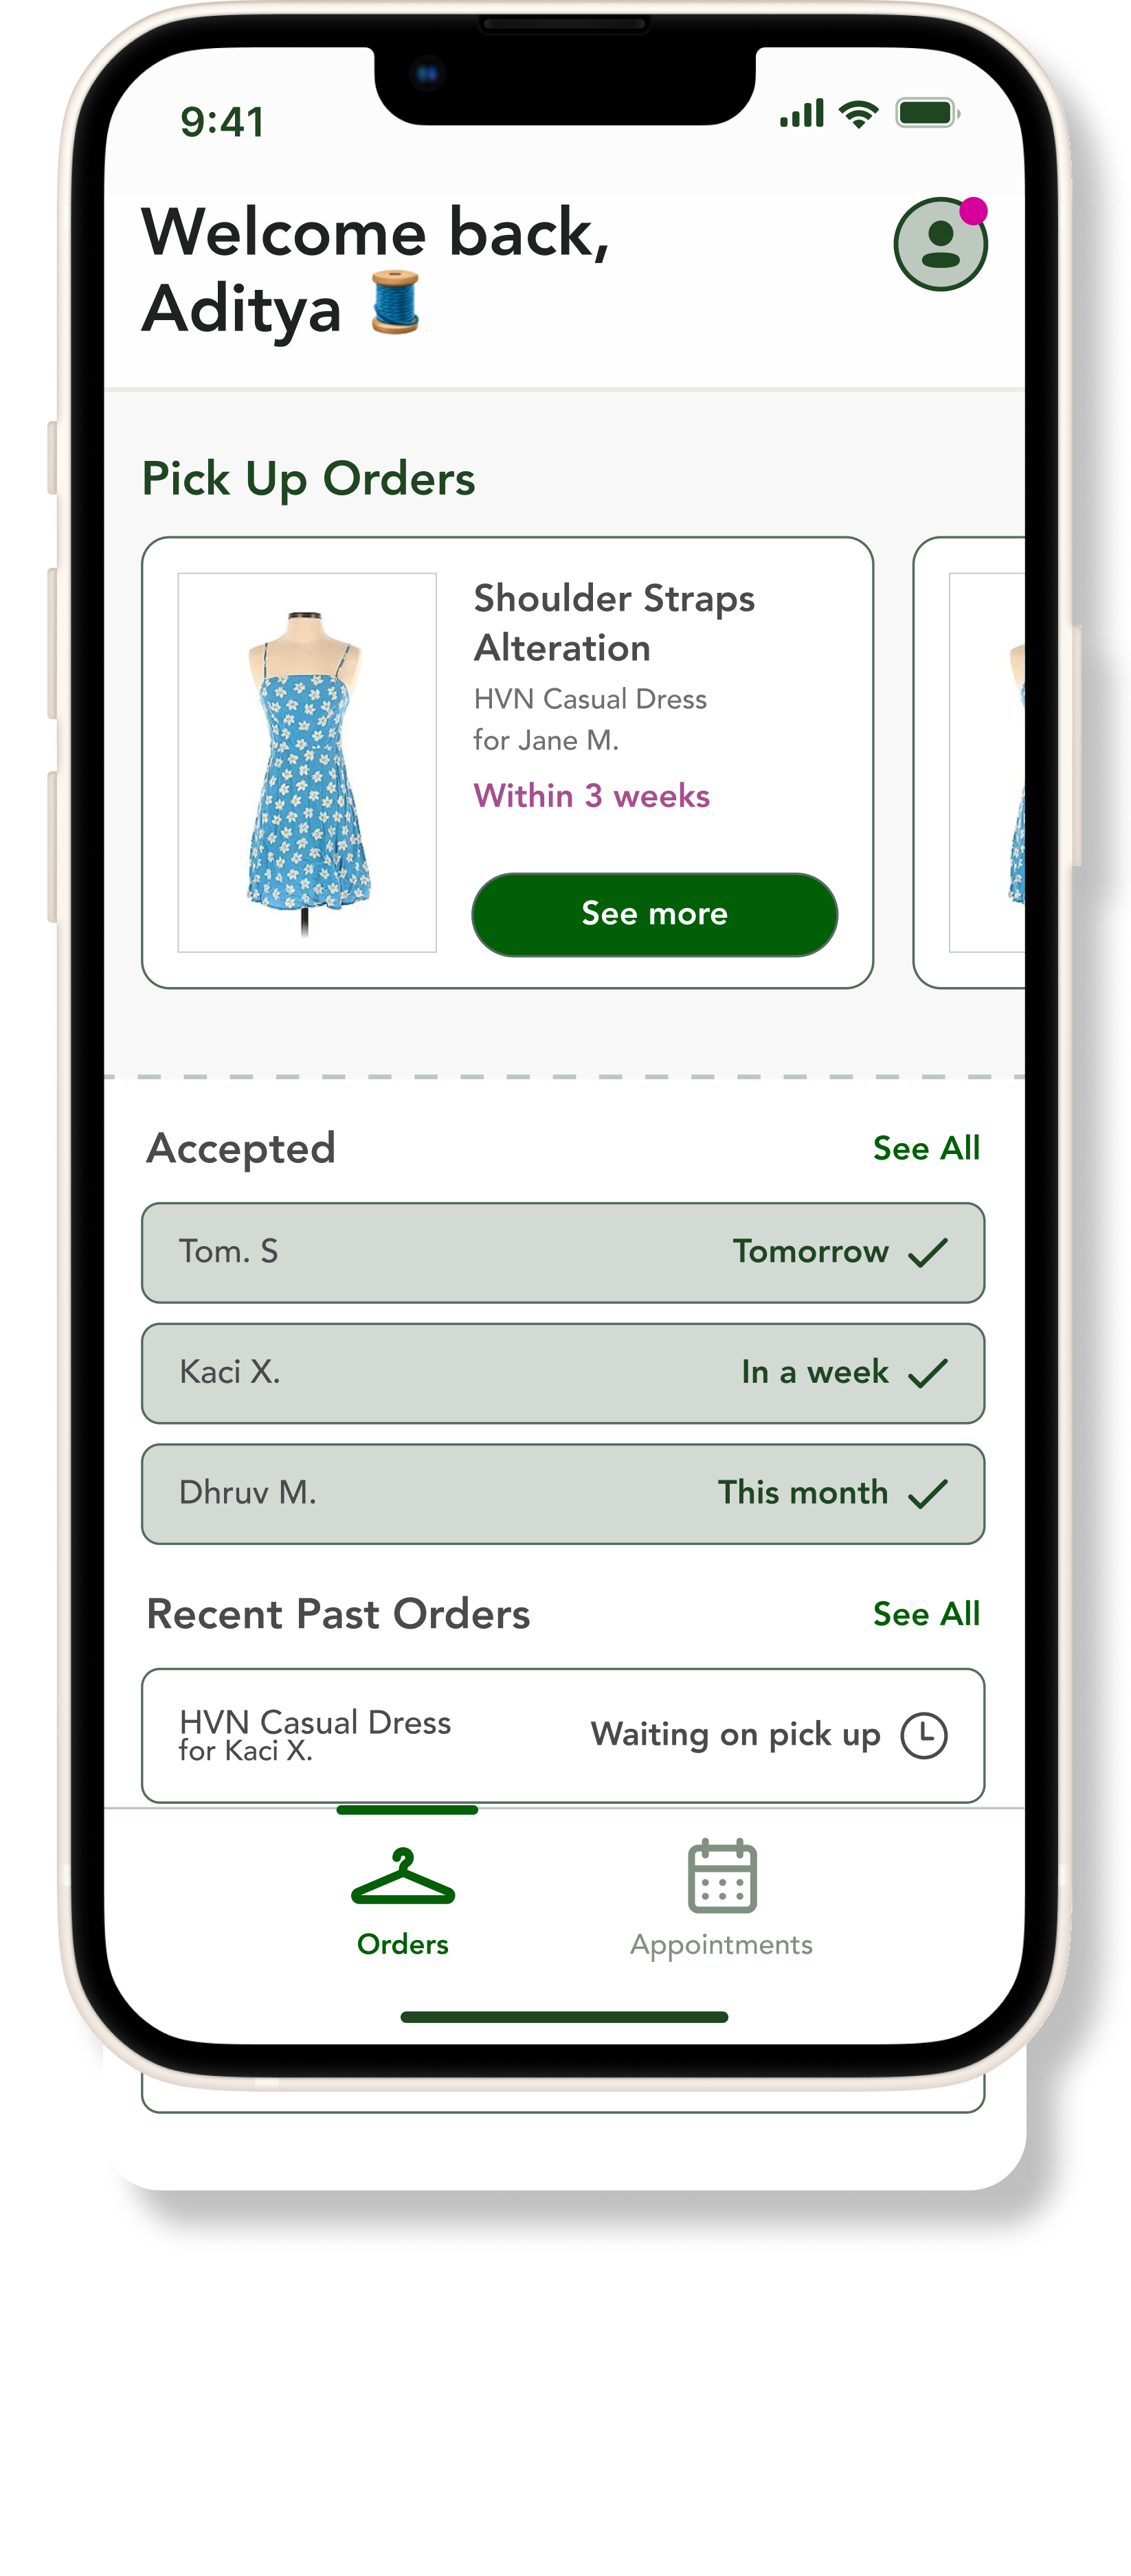 9:41
Welcome back,
Aditya
Pick Up Orders
Shoulder Straps
Alteration
HVN Casual Dress
for Jane M.
Within 3 weeks
See more
Accepted
See All
Tom. S
Tomorrow
Kaci X.
In a week
Dhruv M.
This month
Recent Past Orders
See All
HVN Casual Dress
for Kaci X.
Waiting on pick up
Orders
Appointments